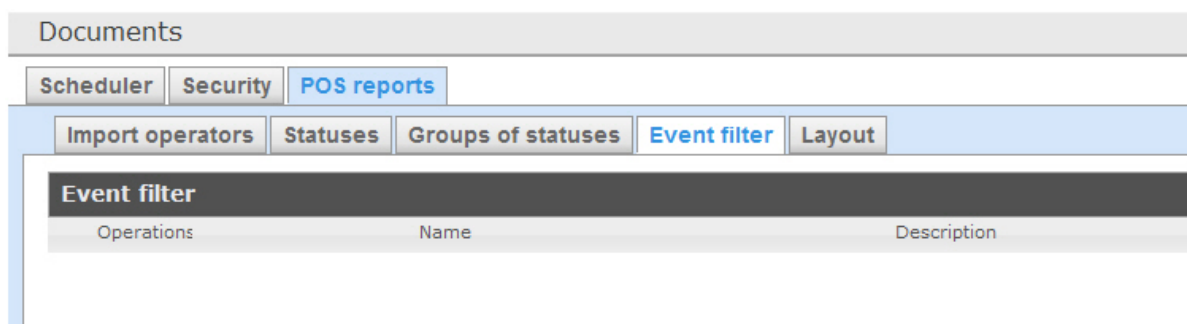 Documents
Scheduler Security POS reports
Import operators Statuses Groups of statuses Event filter Layout
Event filter
Operations Name Description